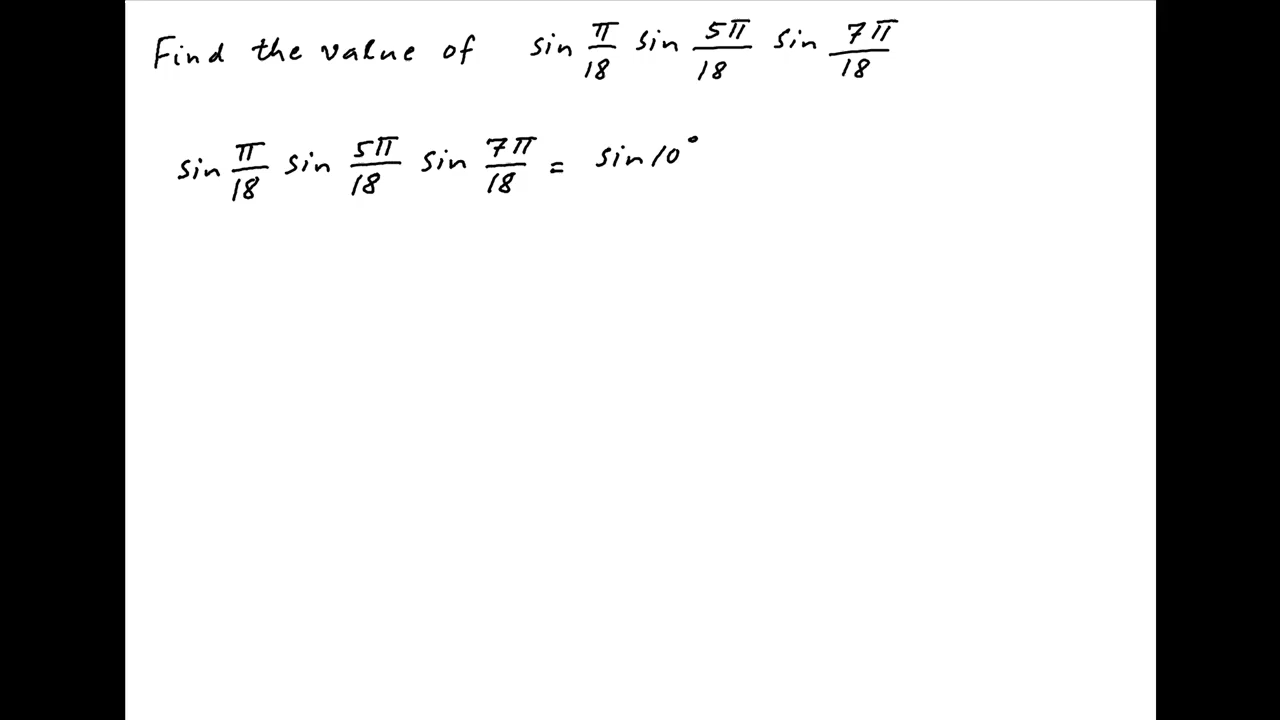 Find the value of sin π/18 sin 5π/18 sin 7π/18
sin π/18 sin 5π/18 sin 7π/18 = sin 10°